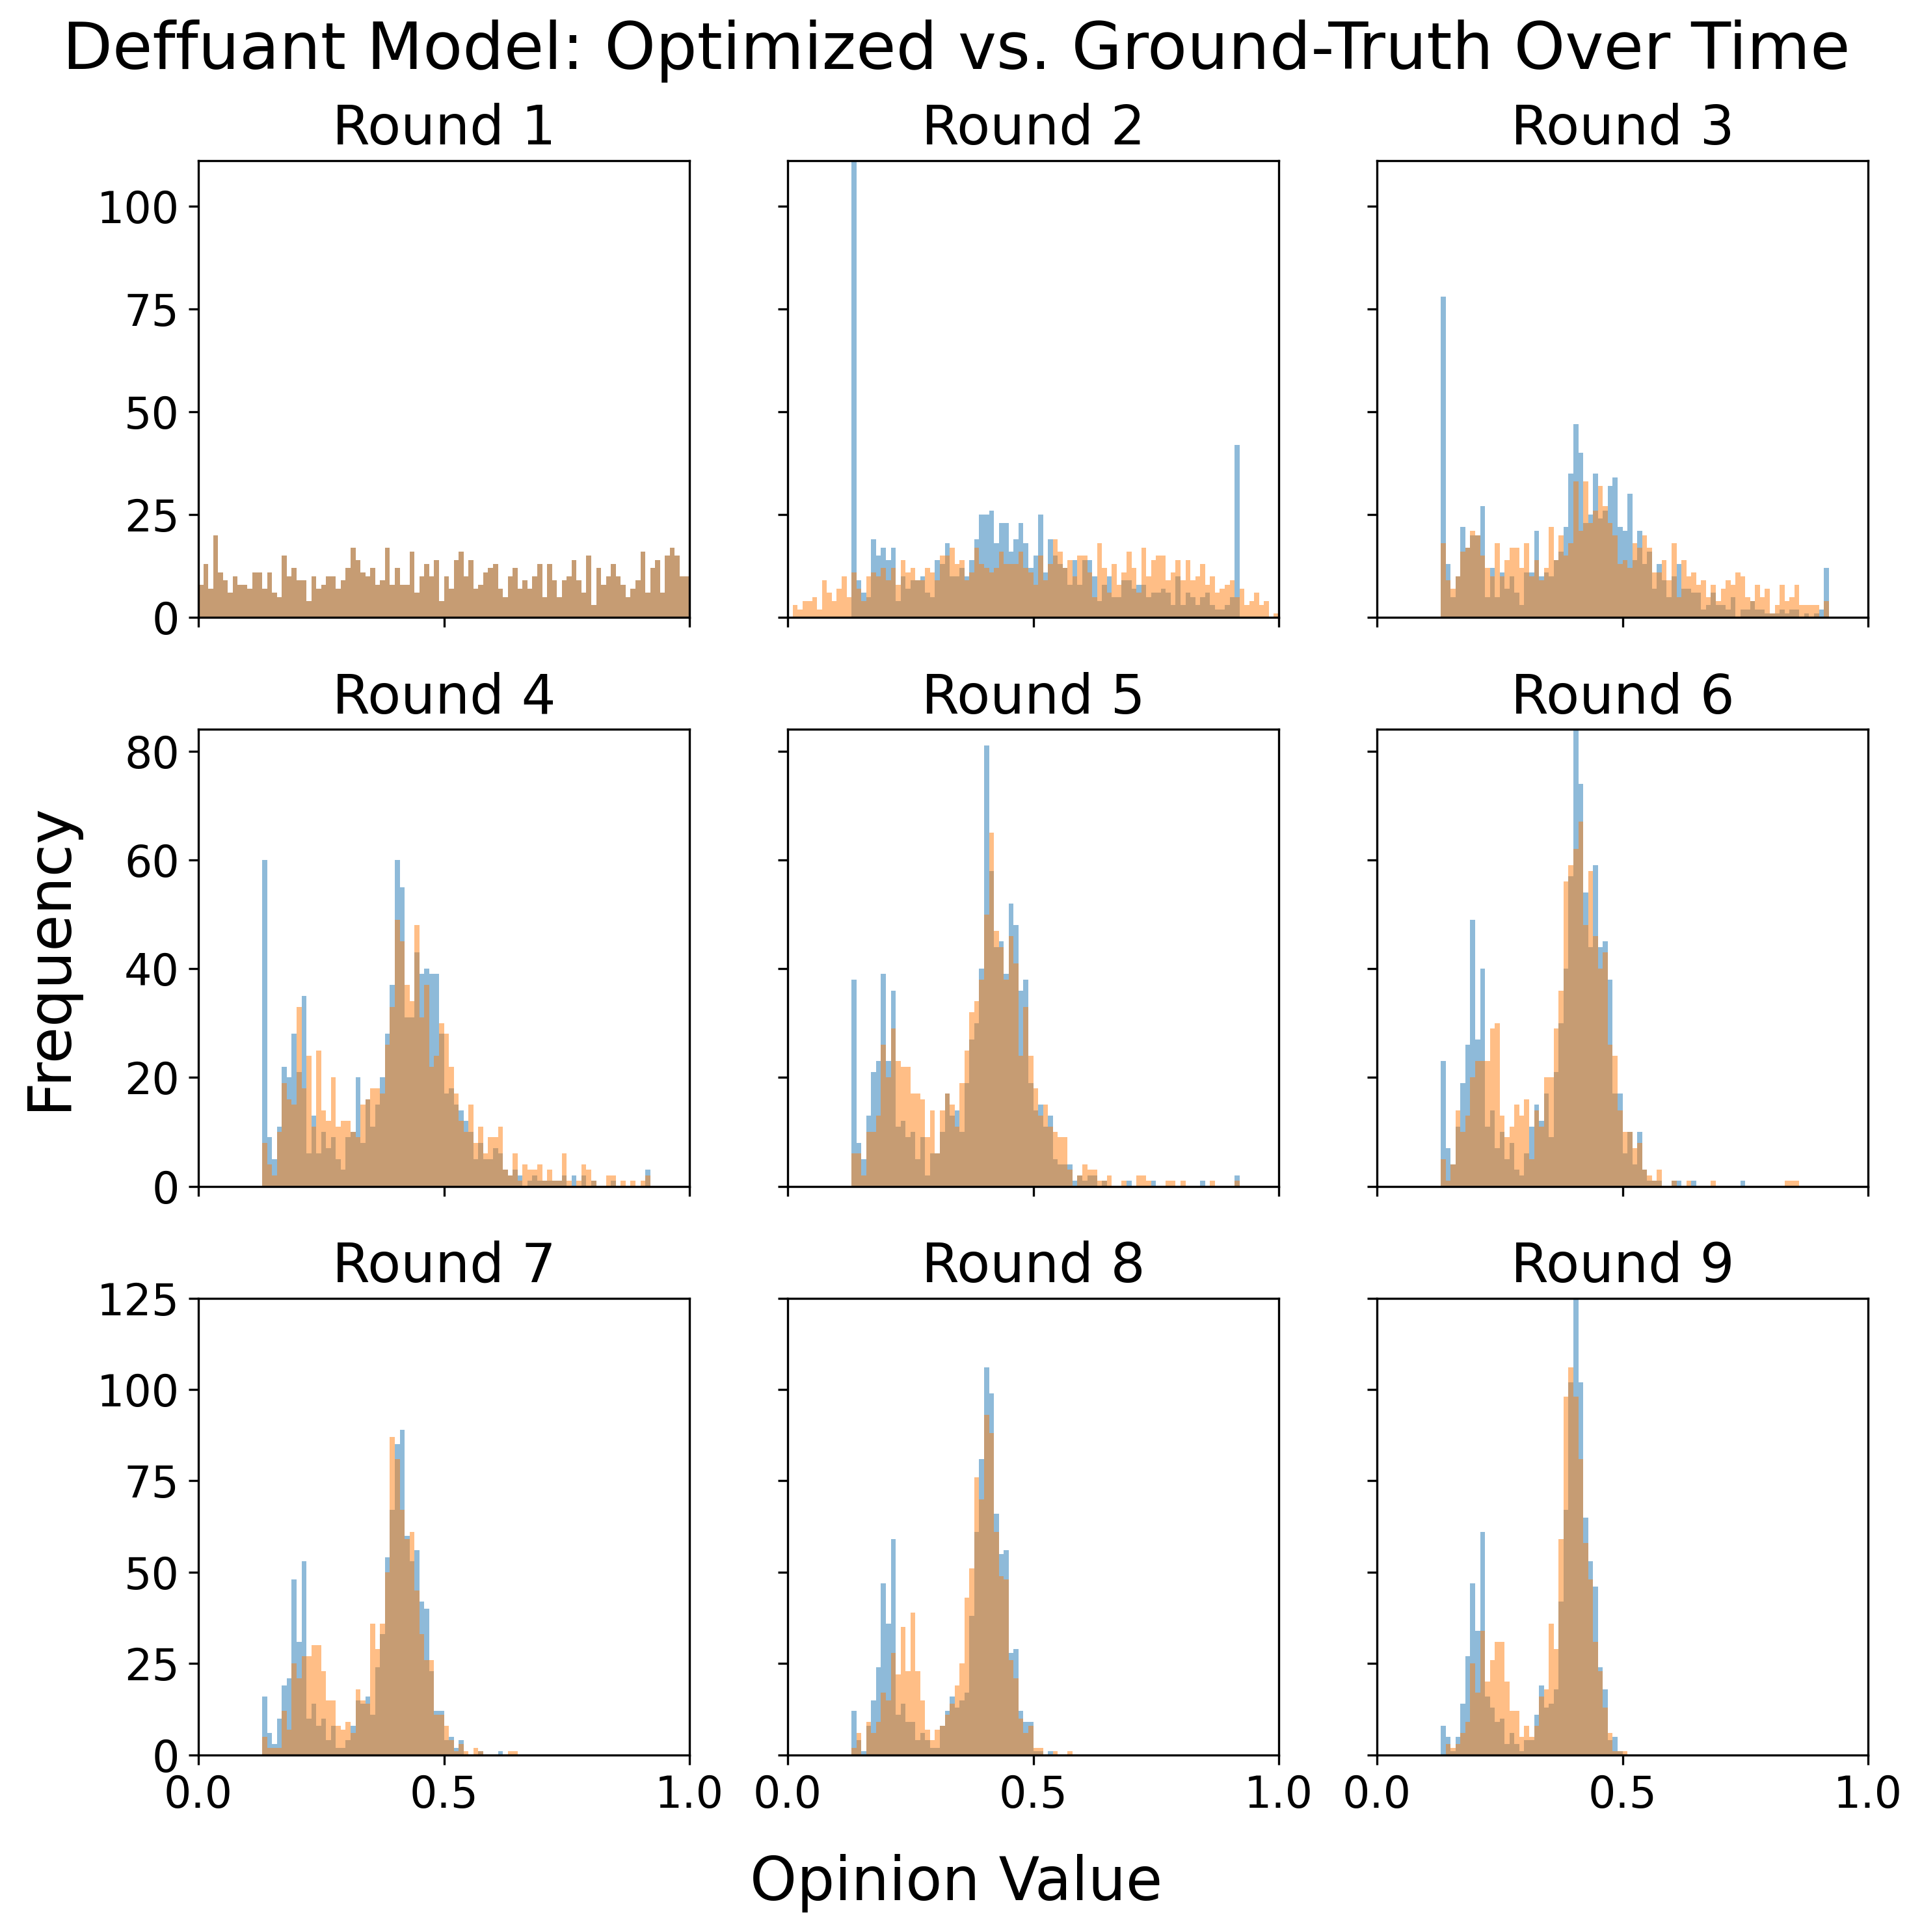 Deffuant Model: Optimized vs. Ground-Truth Over Time
Round 1
Round 2
Round 3
100
75
50
25
0
Round 4
Round 5
Round 6
80
60
40
20
0
Frequency
Round 7
Round 8
Round 9
125
100
75
50
25
0
0.0 0.5 1.0
0.0 0.5 1.0
0.0 0.5 1.0
Opinion Value